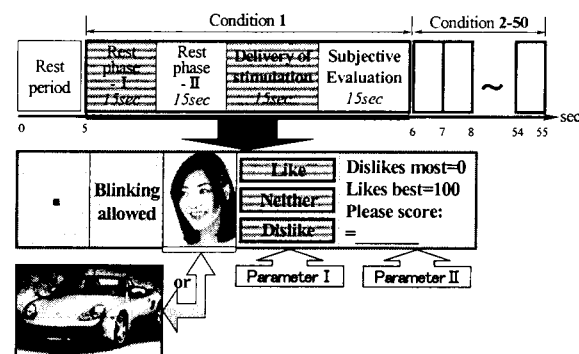 Condition 1
Condition 2-50
Rest period
Rest phase - I 15sec
Rest phase - II 15sec
Delivery of stimulation 15sec
Subjective Evaluation 15sec
~
sec
0 5 6 7 8 54 55
Blinking allowed
Like
Neither
Dislike
Dislikes most=0
Likes best=100
Please score:
=______
or
Parameter I
Parameter II